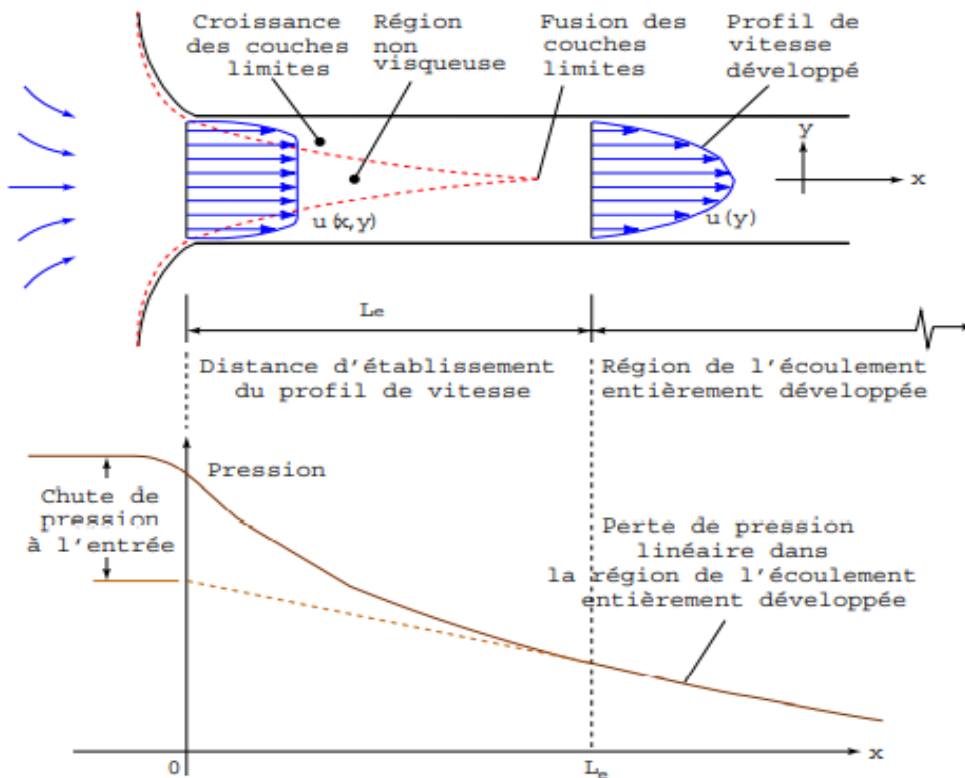 Croissance
des couches
limites
Région
non
visqueuse
Fusion des
couches
limites
Profil de
vitesse
développé
y
x
u(x,y)
u(y)
Le
Distance d'établissement
du profil de vitesse
Région de l'écoulement
entièrement développée
Pression
Chute de
pression
à l'entrée
Perte de pression
linéaire dans
la région de l'écoulement
entièrement développée
x
0
Le